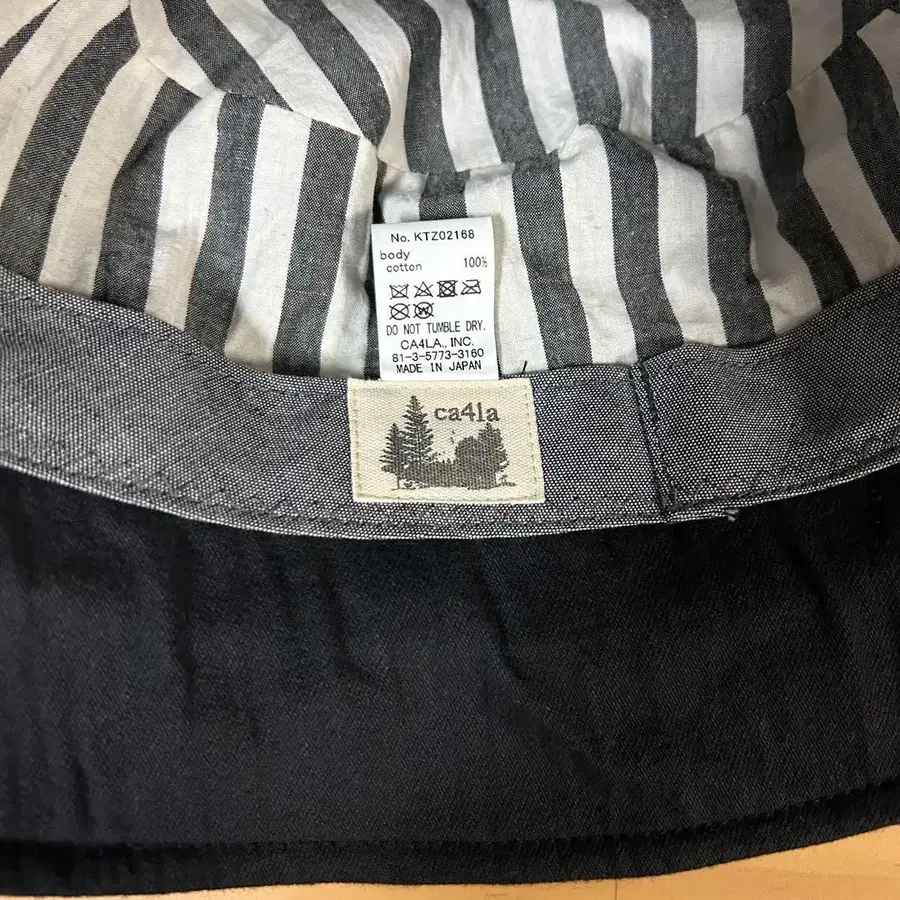 No. KTZ02168
body
cotton 100%
DO NOT TUMBLE DRY.
CA4LA., INC.
81-3-5773-3160
MADE IN JAPAN
ca4la